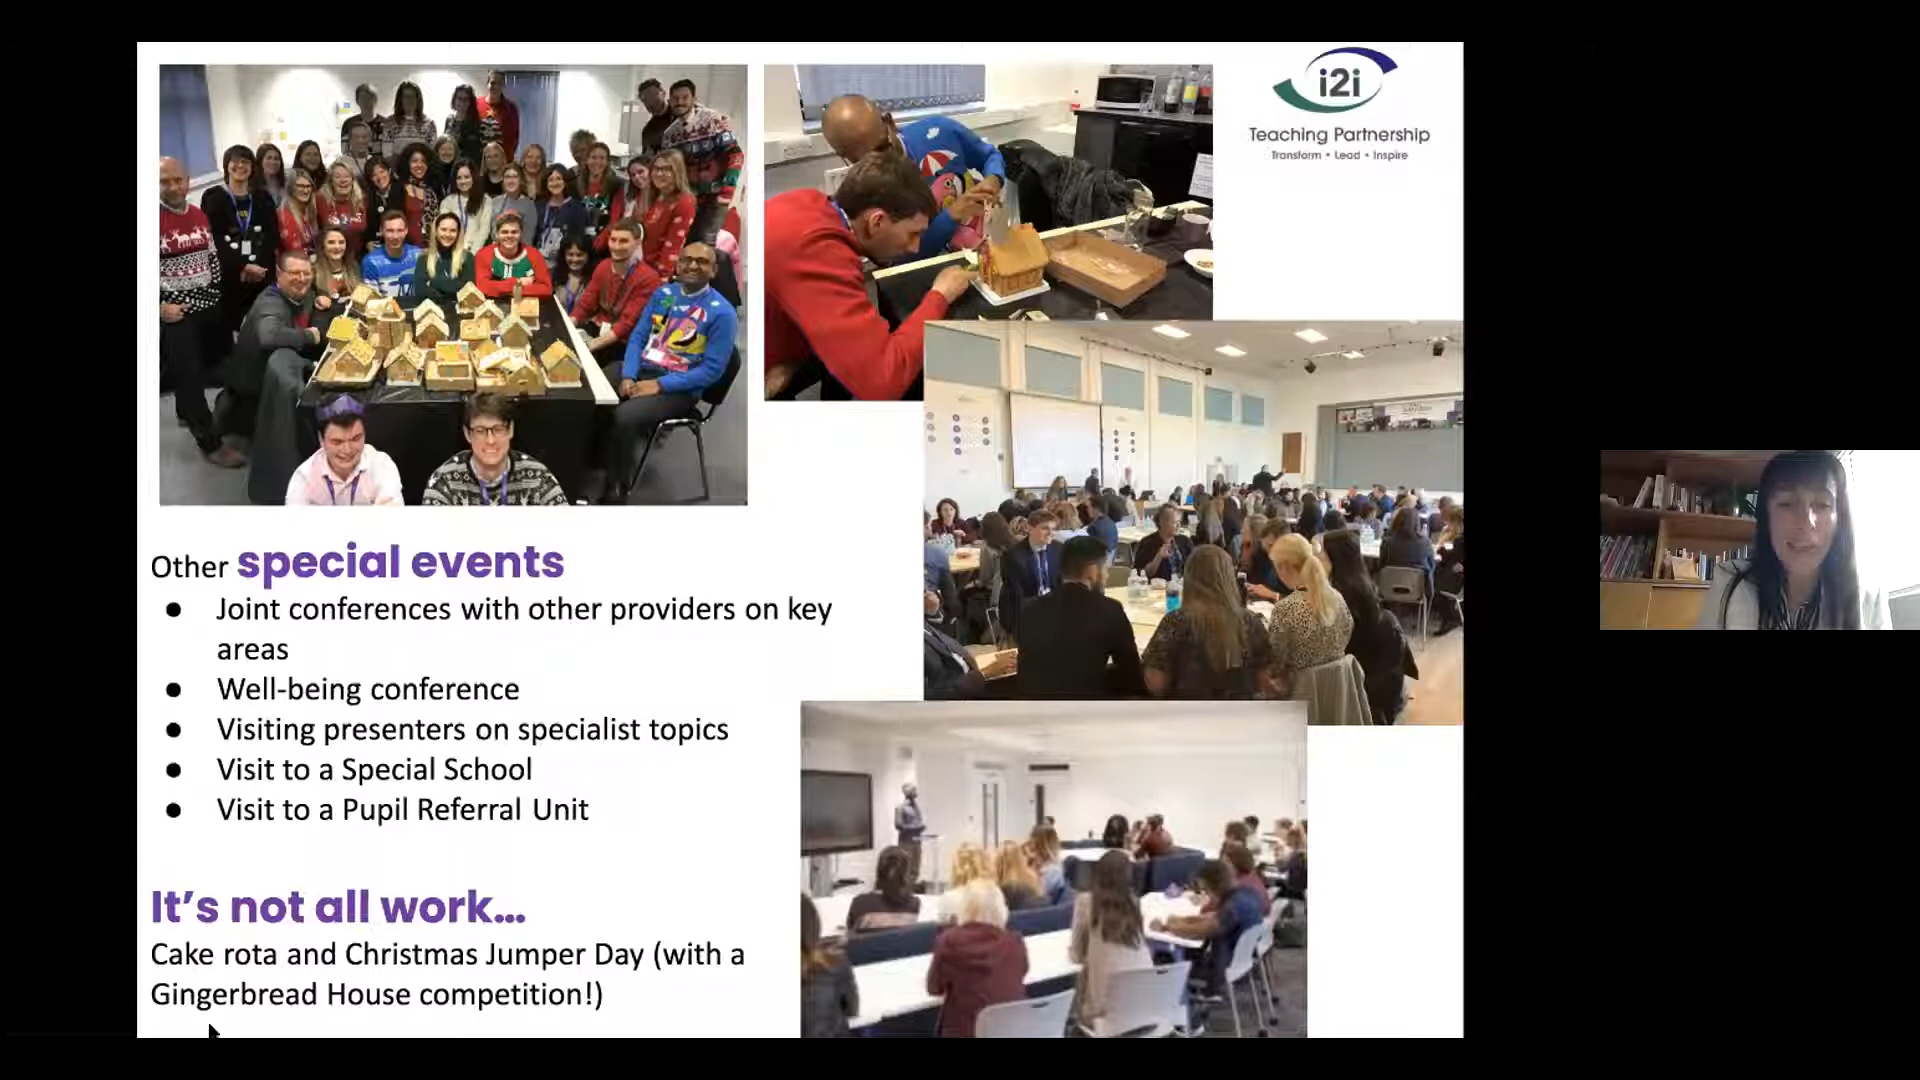 i2i
Teaching Partnership
Transform • Lead • Inspire
Other special events
● Joint conferences with other providers on key
areas
● Well-being conference
● Visiting presenters on specialist topics
● Visit to a Special School
● Visit to a Pupil Referral Unit
It's not all work...
Cake rota and Christmas Jumper Day (with a
Gingerbread House competition!)